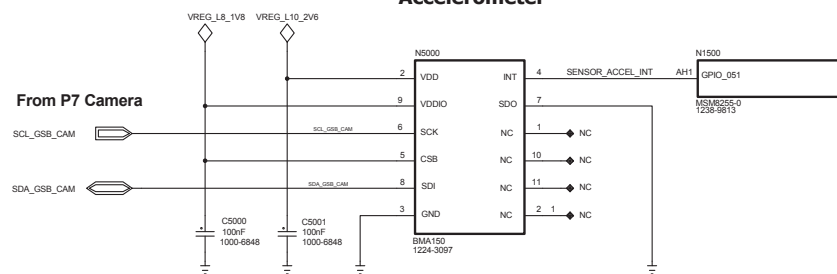 Accelerometer
VREG_L8_1V8
VREG_L10_2V6
N5000
N1500
2
VDD
INT
4
SENSOR_ACCEL_INT
AH1
GPIO_051
From P7 Camera
9
VDDIO
SDO
7
MSM8255-0
1238-9813
SCL_GSB_CAM
SCL_GSB_CAM
6
SCK
NC
1
NC
5
CSB
NC
10
NC
SDA_GSB_CAM
SDA_GSB_CAM
8
SDI
NC
11
NC
3
GND
NC
2 1
NC
C5000
100nF
1000-6848
C5001
100nF
1000-6848
BMA150
1224-3097